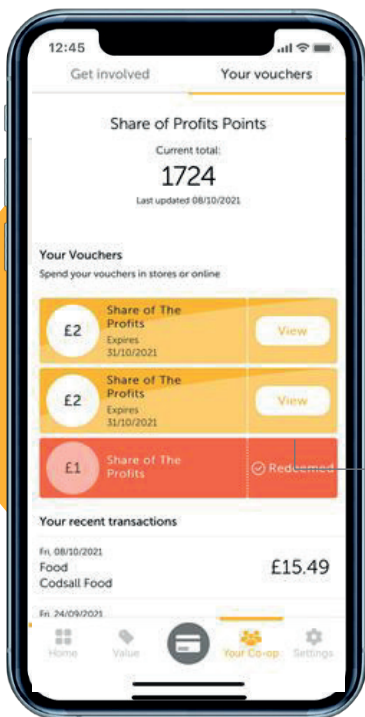 12:45
Get involved Your vouchers
Share of Profits Points
Current total:
1724
Last updated 08/10/2021
Your Vouchers
Spend your vouchers in stores or online
£2
Share of The
Profits
Expires
31/10/2021
View
£2
Share of The
Profits
Expires
31/10/2021
View
£1
Share of The
Profits
Redeemed
Your recent transactions
Fri, 08/10/2021
Food
Codsall Food
£15.49
Fri, 24/09/2021
Home Value Your Co-op Settings